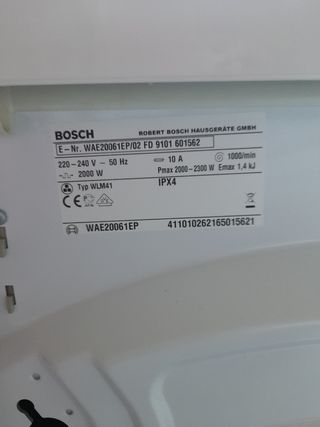 BOSCH ROBERT BOSCH HAUSGERÄTE GMBH
E-Nr. WAE20061EP/02 FD 9101 601562
220-240 V ~ 50 Hz 10 A 1000/min
2000 W Pmax 2000-2300 W Emax 1,4 kJ
Typ WLM41 IPX4
CE
WAE20061EP 411010262165015621